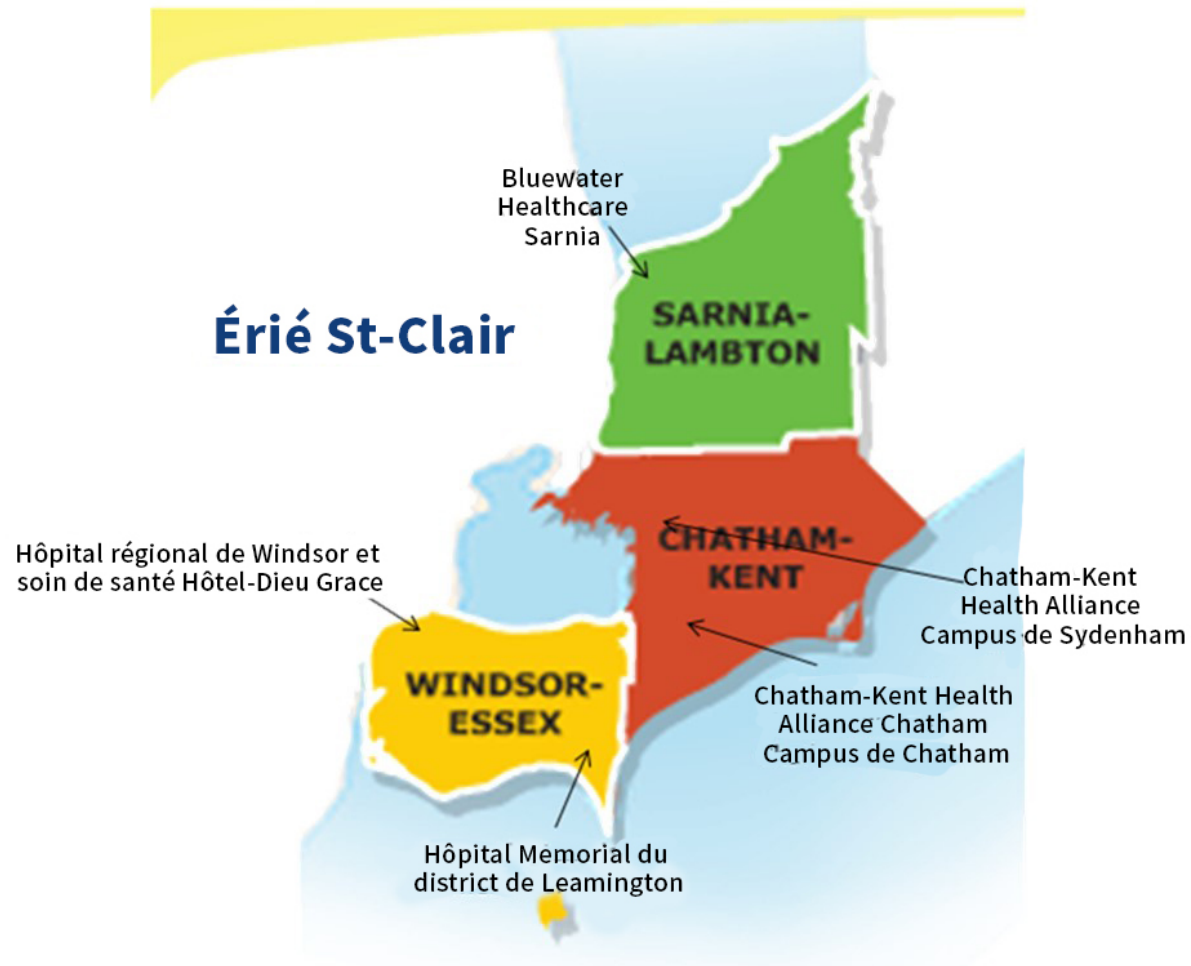 Bluewater
Healthcare
Sarnia
Érié St-Clair
SARNIA-
LAMBTON
Hôpital régional de Windsor et
soin de santé Hôtel-Dieu Grace
CHATHAM-
KENT
Chatham-Kent
Health Alliance
Campus de Sydenham
WINDSOR-
ESSEX
Chatham-Kent Health
Alliance Chatham
Campus de Chatham
Hôpital Memorial du
district de Leamington